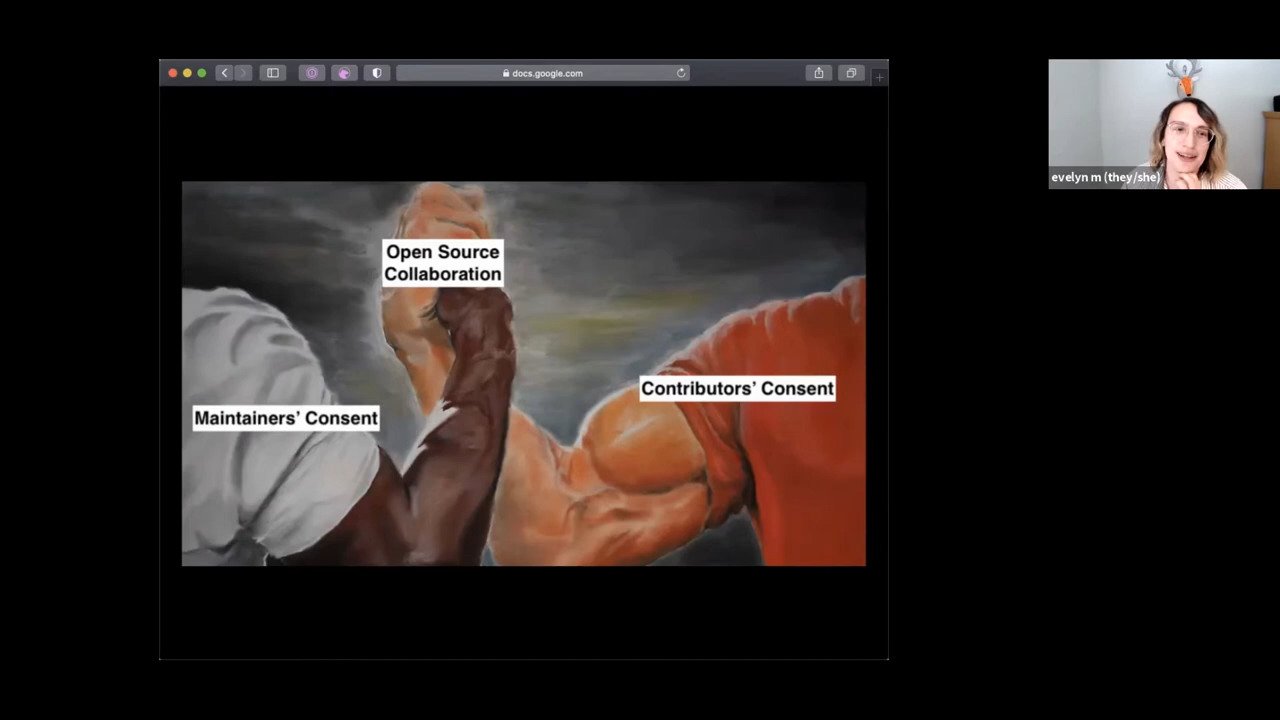 docs.google.com
Open Source
Collaboration
Contributors’ Consent
Maintainers’ Consent
evelyn m (they/she)